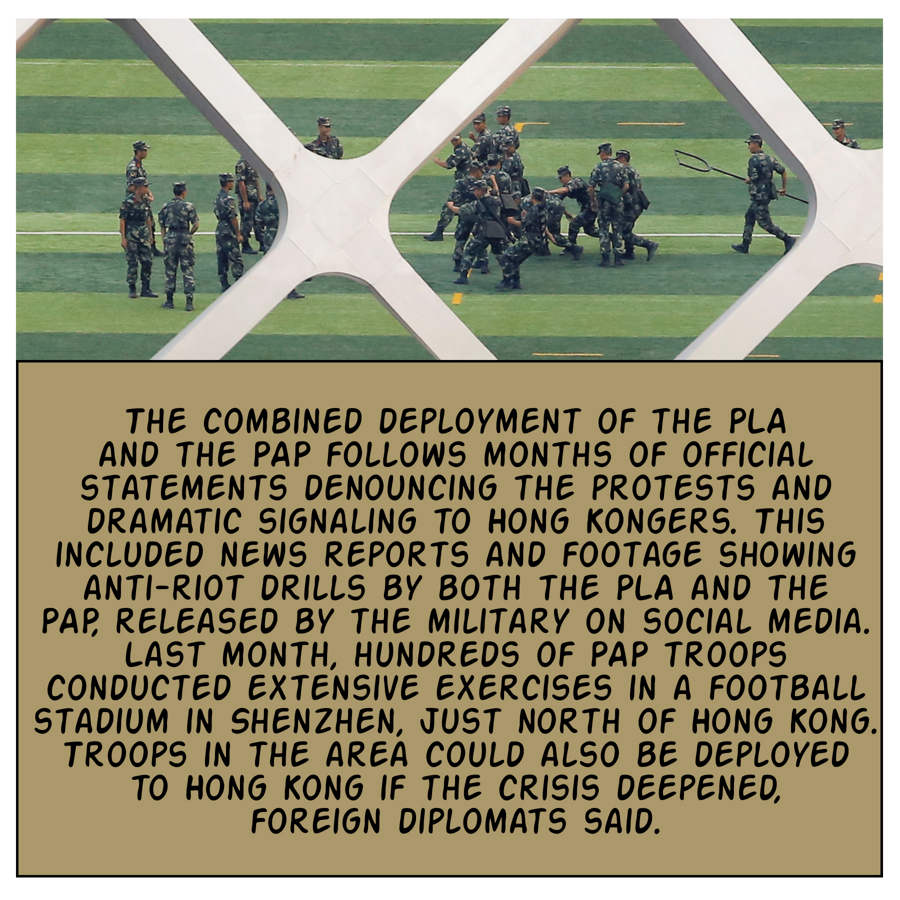 THE COMBINED DEPLOYMENT OF THE PLA
AND THE PAP FOLLOWS MONTHS OF OFFICIAL
STATEMENTS DENOUNCING THE PROTESTS AND
DRAMATIC SIGNALING TO HONG KONGERS. THIS
INCLUDED NEWS REPORTS AND FOOTAGE SHOWING
ANTI-RIOT DRILLS BY BOTH THE PLA AND THE
PAP, RELEASED BY THE MILITARY ON SOCIAL MEDIA.
LAST MONTH, HUNDREDS OF PAP TROOPS
CONDUCTED EXTENSIVE EXERCISES IN A FOOTBALL
STADIUM IN SHENZHEN, JUST NORTH OF HONG KONG.
TROOPS IN THE AREA COULD ALSO BE DEPLOYED
TO HONG KONG IF THE CRISIS DEEPENED,
FOREIGN DIPLOMATS SAID.